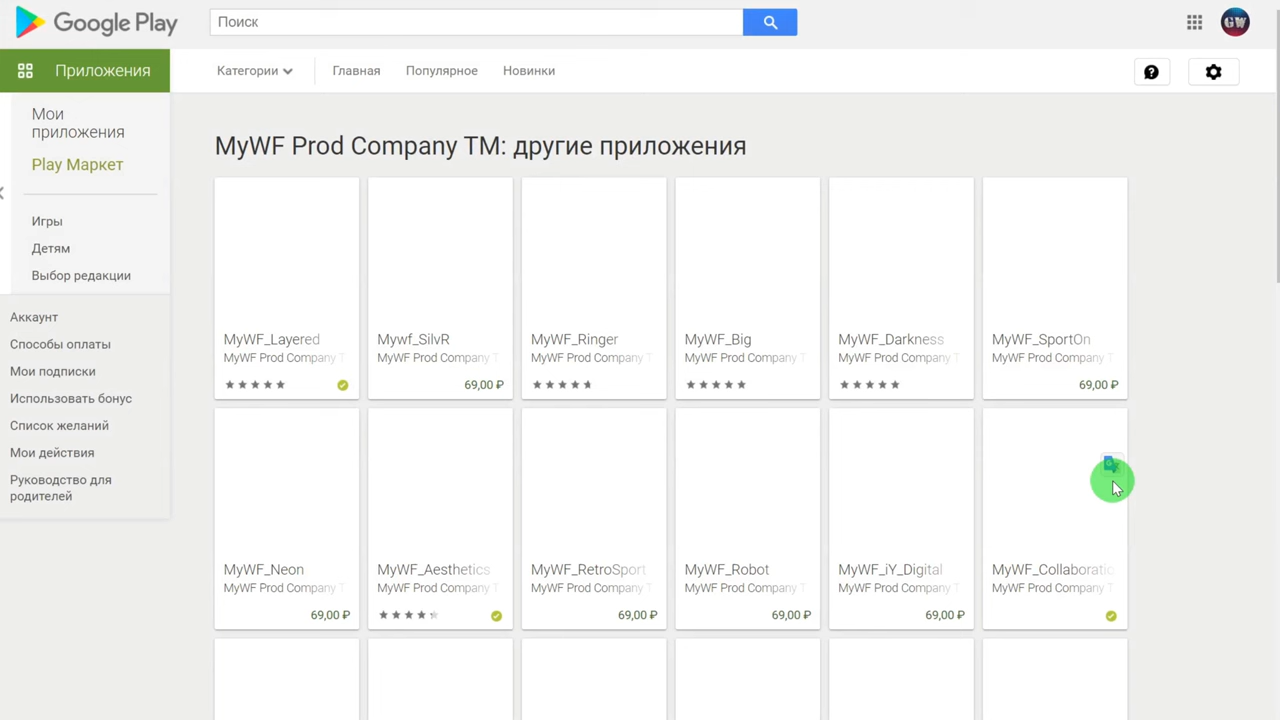 Google Play
Поиск
GW
Приложения
Категории
Главная
Популярное
Новинки
Мои
приложения
Play Маркет
Игры
Детям
Выбор редакции
Аккаунт
Способы оплаты
Мои подписки
Использовать бонус
Список желаний
Мои действия
Руководство для
родителей
MyWF Prod Company TM: другие приложения
MyWF_Layered
MyWF Prod Company T
Mywf_SilvR
MyWF Prod Company
69,00 ₽
MyWF_Ringer
MyWF Prod Company T
MyWF_Big
MyWF Prod Company T
MyWF_Darkness
MyWF Prod Company T
MyWF_SportOn
MyWF Prod Company T
69,00 ₽
MyWF_Neon
MyWF Prod Company T
69,00 ₽
MyWF_Aesthetics
MyWF Prod Company T
MyWF_RetroSport
MyWF Prod Company T
69,00 ₽
MyWF_Robot
MyWF Prod Company T
69,00 ₽
MyWF_iY_Digital
MyWF Prod Company T
69,00 ₽
MyWF_Collaboratic
MyWF Prod Company T